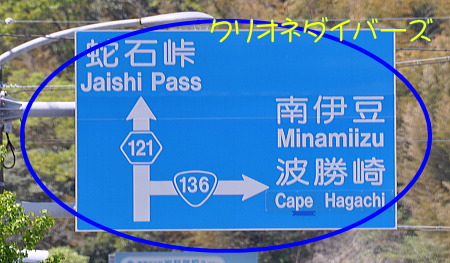 クリオネダイバーズ
蛇石峠
Jaishi Pass
121
136
南伊豆
Minamiizu
波勝崎
Cape Hagachi